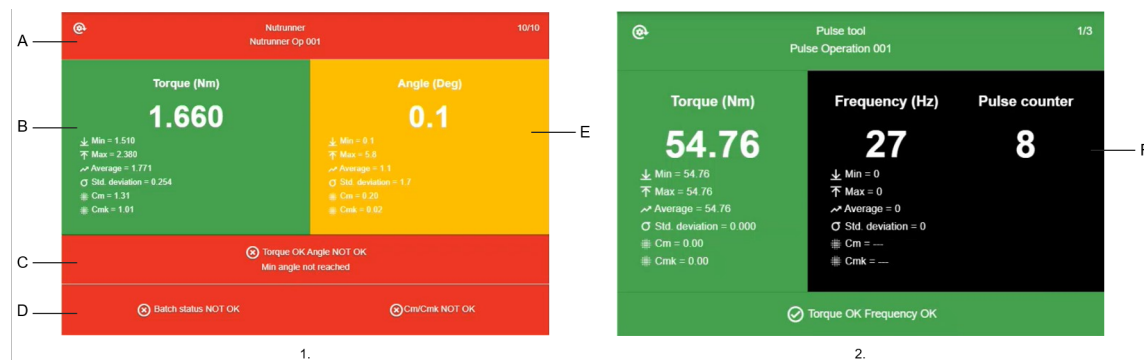 A
Nutrunner
10/10
Nutrunner Op 001
B
Torque (Nm)
1.660
Min = 1.510
Max = 2.380
Average = 1.771
Std. deviation = 0.254
Cm = 1.31
Cmk = 1.01
Angle (Deg)
0.1
Min = 0.1
Max = 5.8
Average = 1.1
Std. deviation = 1.7
Cm = 0.20
Cmk = 0.02
E
C
Torque OK Angle NOT OK
Min angle not reached
D
Batch status NOT OK
Cm/Cmk NOT OK
1.
Pulse tool
1/3
Pulse Operation 001
Torque (Nm)
54.76
Min = 54.76
Max = 54.76
Average = 54.76
Std. deviation = 0.000
Cm = 0.00
Cmk = 0.00
Frequency (Hz)
27
Min = 0
Max = 0
Average = 0
Std. deviation = 0
Cm = ---
Cmk = ---
Pulse counter
8
F
Torque OK Frequency OK
2.